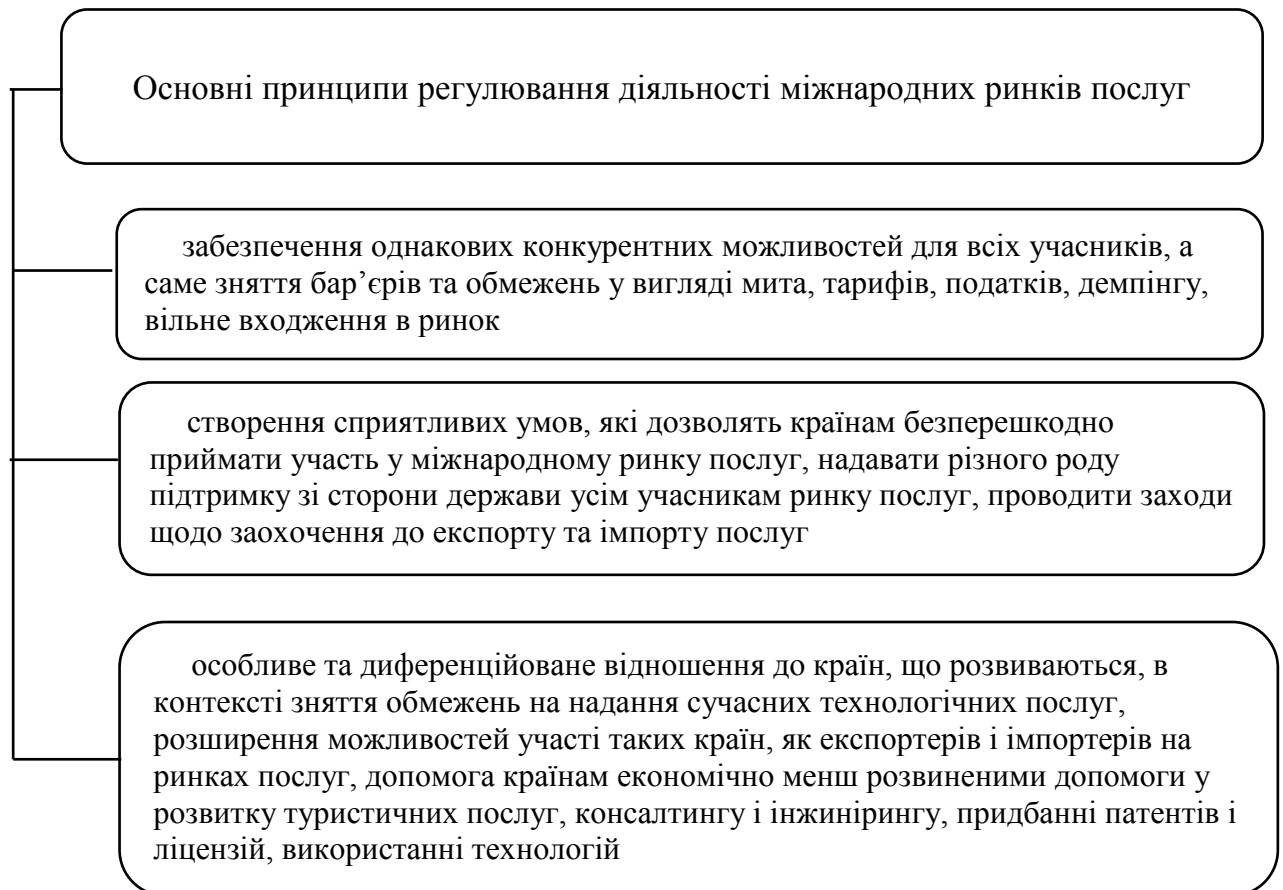 Основні принципи регулювання діяльності міжнародних ринків послуг
забезпечення однакових конкурентних можливостей для всіх учасників, а
саме зняття бар’єрів та обмежень у вигляді мита, тарифів, податків, демпінгу,
вільне входження в ринок
створення сприятливих умов, які дозволять країнам безперешкодно
приймати участь у міжнародному ринку послуг, надавати різного роду
підтримку зі сторони держави усім учасникам ринку послуг, проводити заходи
щодо заохочення до експорту та імпорту послуг
особливе та диференційоване відношення до країн, що розвиваються, в
контексті зняття обмежень на надання сучасних технологічних послуг,
розширення можливостей участі таких країн, як експортерів і імпортерів на
ринках послуг, допомога країнам економічно менш розвиненими допомоги у
розвитку туристичних послуг, консалтингу і інжинірингу, придбанні патентів і
ліцензій, використанні технологій